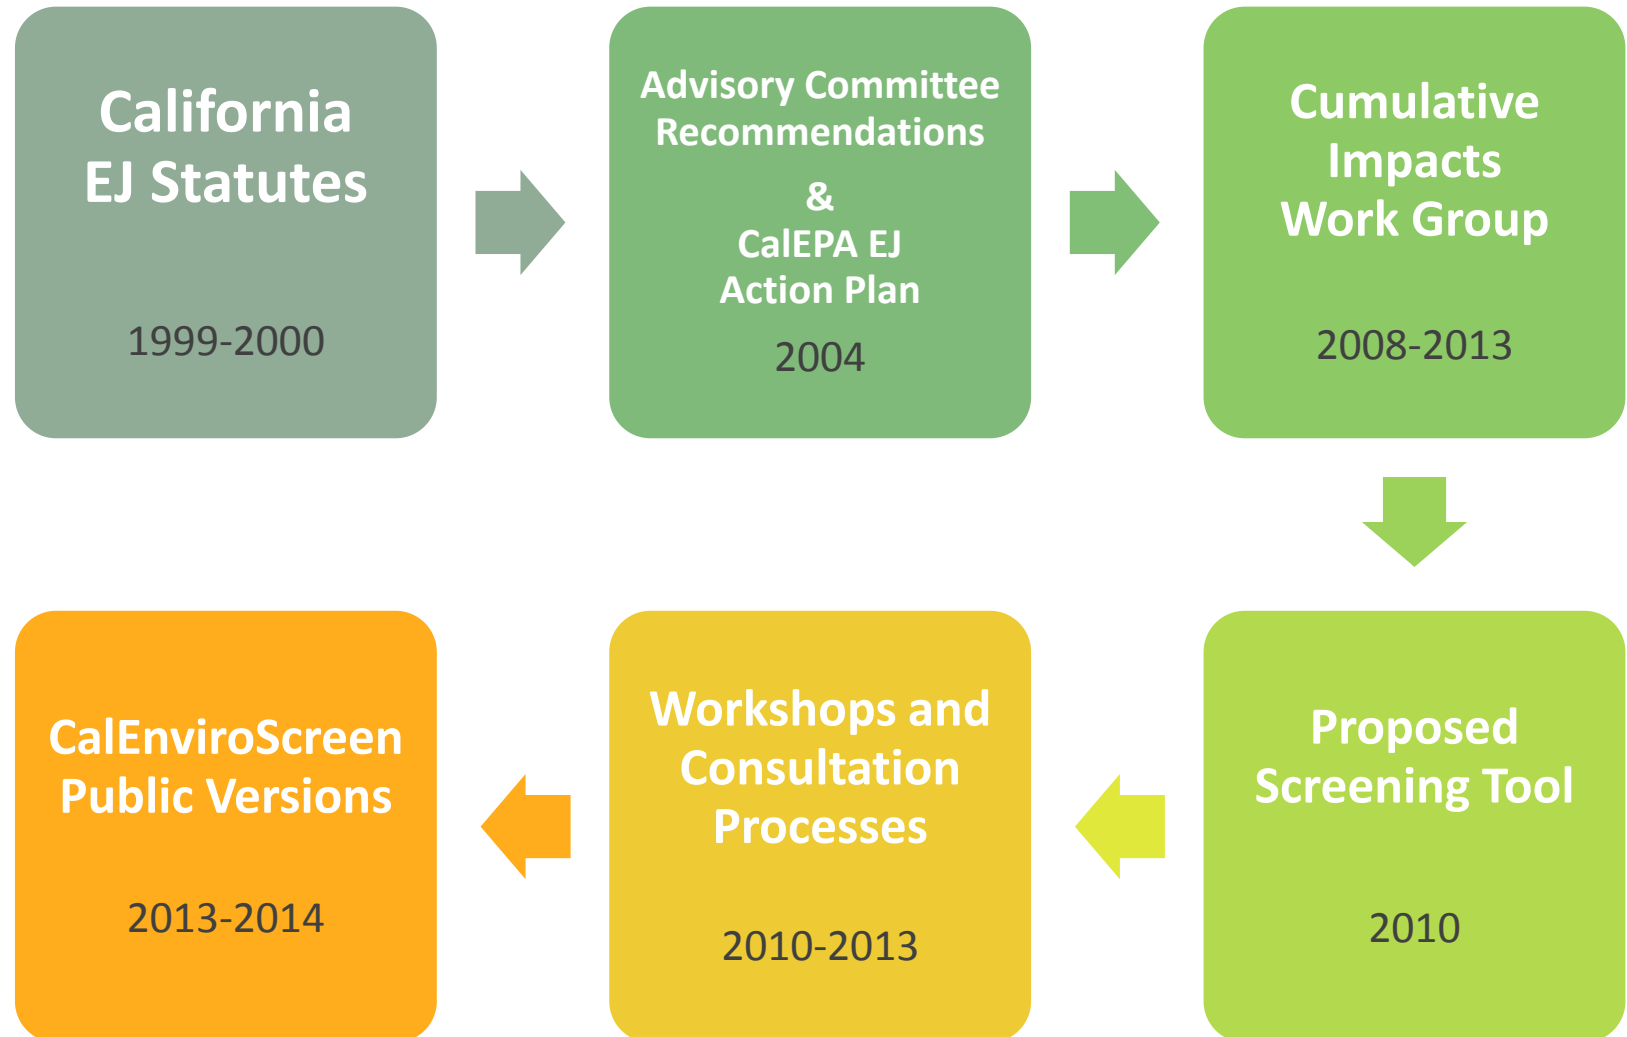 California
EJ Statutes
1999-2000
Advisory Committee
Recommendations
&
CalEPA EJ
Action Plan
2004
Cumulative
Impacts
Work Group
2008-2013
Proposed
Screening Tool
2010
Workshops and
Consultation
Processes
2010-2013
CalEnviroScreen
Public Versions
2013-2014